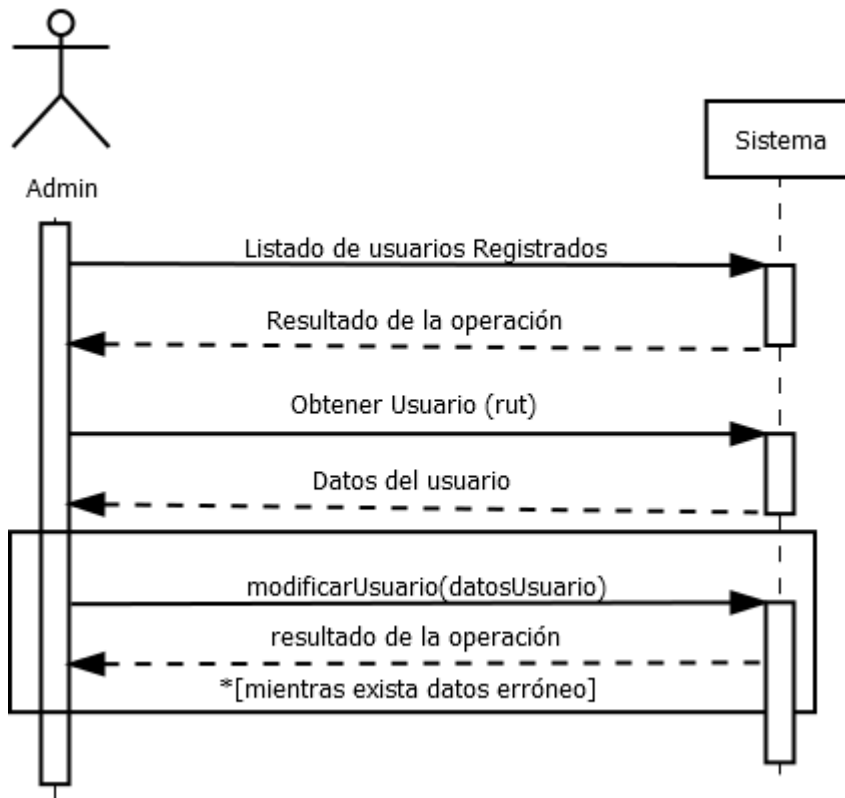 Sistema
Admin
Listado de usuarios Registrados
Resultado de la operación
Obtener Usuario (rut)
Datos del usuario
modificarUsuario(datosUsuario)
resultado de la operación
*[mientras exista datos erróneo]